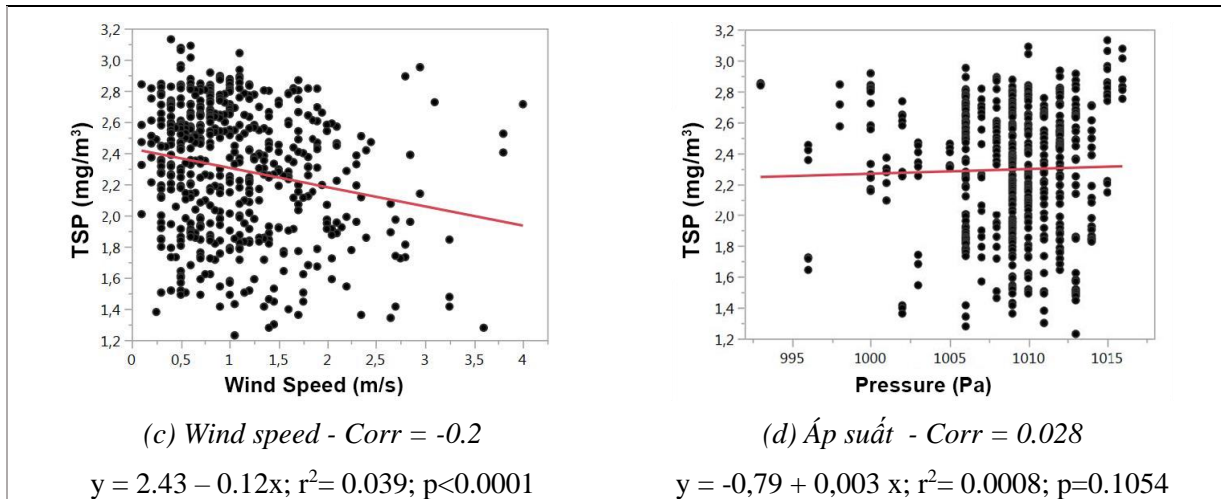 3,2
3,0
2,8
2,6
2,4
2,2
2,0
1,8
1,6
1,4
1,2
TSP (mg/m³)
0 0,5 1 1,5 2 2,5 3 3,5 4
Wind Speed (m/s)
(c) Wind speed - Corr = -0.2
y = 2.43 – 0.12x; r²= 0.039; p<0.0001
3,2
3,0
2,8
2,6
2,4
2,2
2,0
1,8
1,6
1,4
1,2
TSP (mg/m³)
995 1000 1005 1010 1015
Pressure (Pa)
(d) Áp suất - Corr = 0.028
y = -0,79 + 0,003 x; r²= 0.0008; p=0.1054